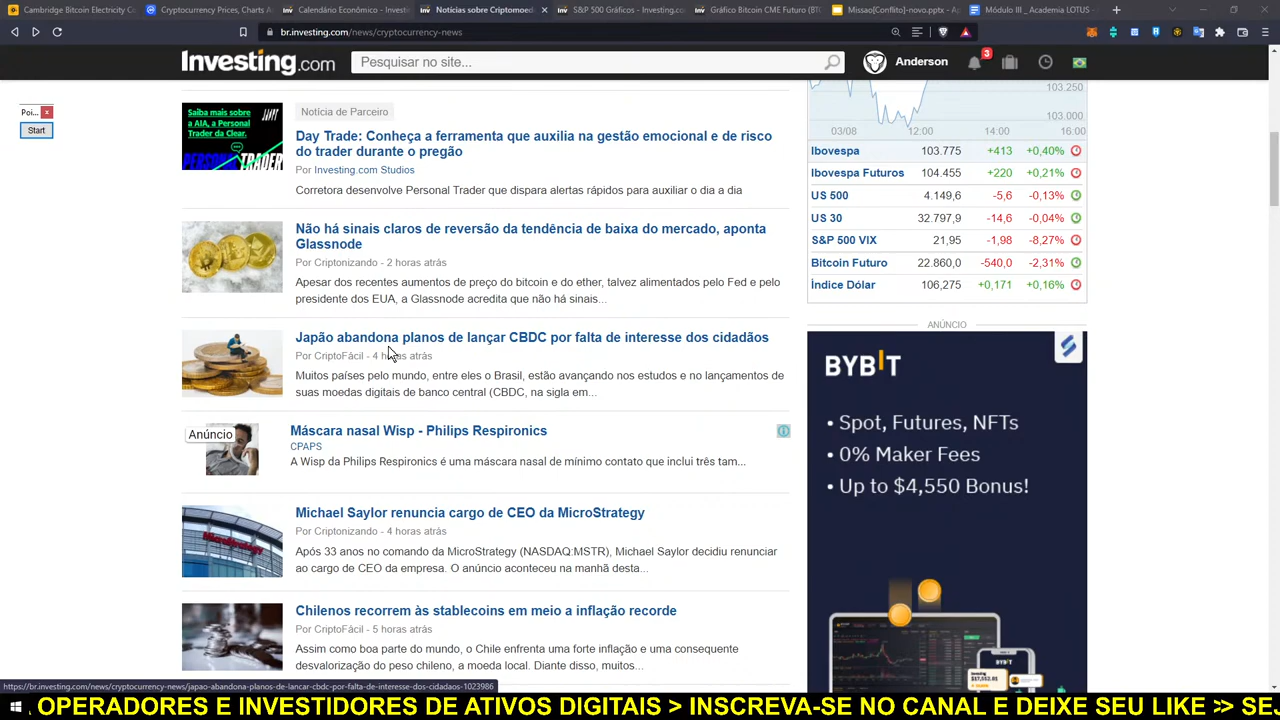 Cambridge Bitcoin Electricity Co
Cryptocurrency Prices, Charts A
Calendário Econômico - Investi
Notícias sobre Criptomoed
S&P 500 Gráficos - Investing.co
Gráfico Bitcoin CME Futuro (BT
Missao[Conflito]-novo.pptx - A
Módulo III _ Academia LOTUS
br.investing.com/news/cryptocurrency-news
Investing.com
Pesquisar no site...
Anderson
3
Poi... x
Start
Saiba mais sobre
a AIA, a Personal
Trader da Clear.
PERSONAL TRADER
Notícia de Parceiro
Day Trade: Conheça a ferramenta que auxilia na gestão emocional e de risco
do trader durante o pregão
Por Investing.com Studios
Corretora desenvolve Personal Trader que dispara alertas rápidos para auxiliar o dia a dia
Não há sinais claros de reversão da tendência de baixa do mercado, aponta
Glassnode
Por Criptonizando - 2 horas atrás
Apesar dos recentes aumentos de preço do bitcoin e do ether, talvez alimentados pelo Fed e pelo
presidente dos EUA, a Glassnode acredita que não há sinais...
Japão abandona planos de lançar CBDC por falta de interesse dos cidadãos
Por CriptoFácil - 4 horas atrás
Muitos países pelo mundo, entre eles o Brasil, estão avançando nos estudos e no lançamentos de
suas moedas digitais de banco central (CBDC, na sigla em...
Anúncio
Máscara nasal Wisp - Philips Respironics
CPAPS
A Wisp da Philips Respironics é uma máscara nasal de mínimo contato que inclui três tam...
Michael Saylor renuncia cargo de CEO da MicroStrategy
Por Criptonizando - 4 horas atrás
Após 33 anos no comando da MicroStrategy (NASDAQ:MSTR), Michael Saylor decidiu renunciar
ao cargo de CEO da empresa. O anúncio aconteceu na manhã desta...
Chilenos recorrem às stablecoins em meio a inflação recorde
Por CriptoFácil - 5 horas atrás
Assim como boa parte do mundo, o Chile enfrenta uma forte inflação e uma consequente
desvalorização do peso chileno, a moeda local. Diante disso, muitos...
103.250
103.000
03/08 12:00 14:00 16:00
Ibovespa 3.775 +413 +0,40%
Ibovespa Futuros 104.455 +220 +0,21%
US 500 4.149,6 -5,6 -0,13%
US 30 32.797,9 -14,6 -0,04%
S&P 500 VIX 21,95 -1,98 -8,27%
Bitcoin Futuro 22.860,0 -540,0 -2,31%
Índice Dólar 106,275 +0,171 +0,16%
ANÚNCIO
BYBIT
• Spot, Futures, NFTs
• 0% Maker Fees
• Up to $4,550 Bonus!
https://br.investing.com/news/cryptocurrency-news/japao-abandona-planos-de-lancar-cbdc-por-falta-de-interesse-dos-cidadaos-1023986
OPERADORES E INVESTIDORES DE ATIVOS DIGITAIS > INSCREVA-SE NO CANAL E DEIXE SEU LIKE >> SEJ